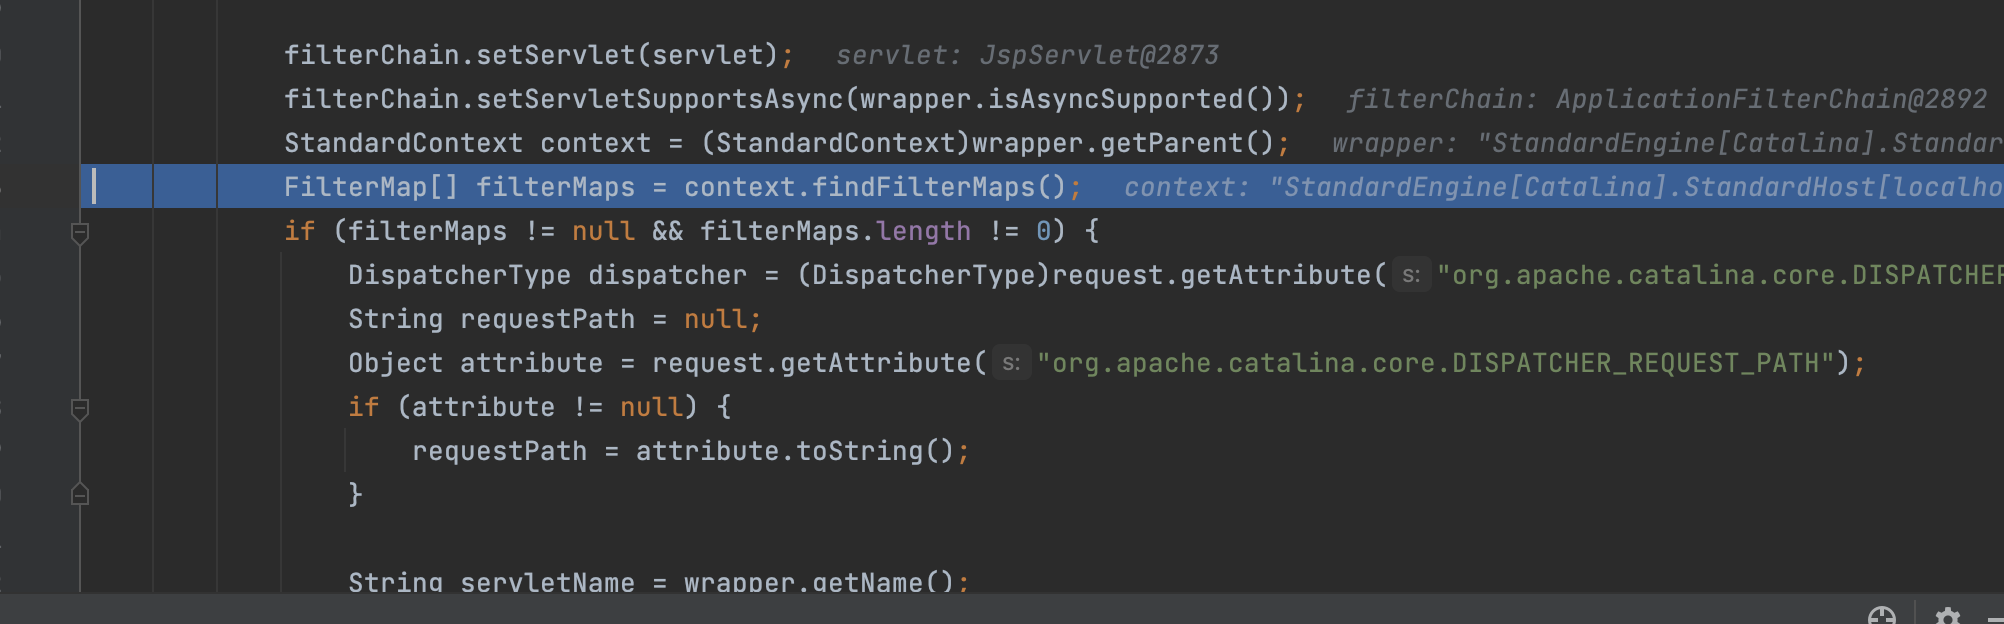 filterChain.setServlet(servlet); servlet: JspServlet@2873
filterChain.setServletSupportsAsync(wrapper.isAsyncSupported()); filterChain: ApplicationFilterChain@2892
StandardContext context = (StandardContext)wrapper.getParent(); wrapper: "StandardEngine[Catalina].Standar
FilterMap[] filterMaps = context.findFilterMaps(); context: "StandardEngine[Catalina].StandardHost[localho
if (filterMaps != null && filterMaps.length != 0) {
DispatcherType dispatcher = (DispatcherType)request.getAttribute( s: "org.apache.catalina.core.DISPATCHER
String requestPath = null;
Object attribute = request.getAttribute( s: "org.apache.catalina.core.DISPATCHER_REQUEST_PATH");
if (attribute != null) {
requestPath = attribute.toString();
}
String servletName = wrapper.getName();